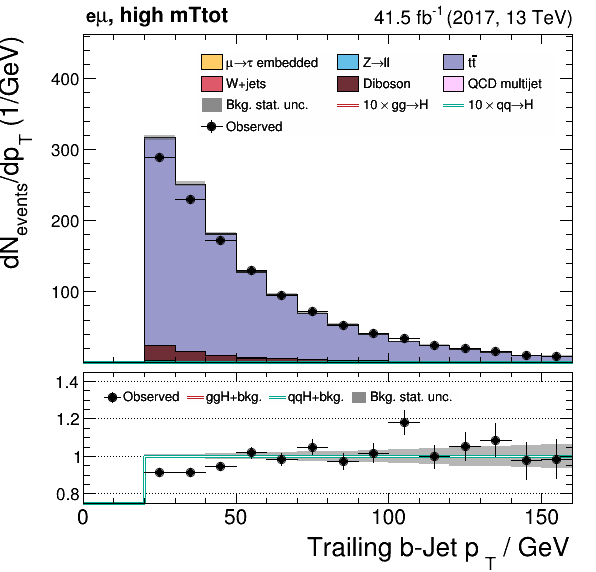 eμ, high mTtot 41.5 fb⁻¹ (2017, 13 TeV)
dN_events/dp_T (1/GeV)
400
300
200
100
μ→τ embedded Z→ll tt̄
W+jets Diboson QCD multijet
Bkg. stat. unc. 10 × gg→H 10 × qq→H
Observed
1.4
1.2
1
0.8
Observed ggH+bkg. qqH+bkg. Bkg. stat. unc.
0 50 100 150
Trailing b-Jet p_T / GeV